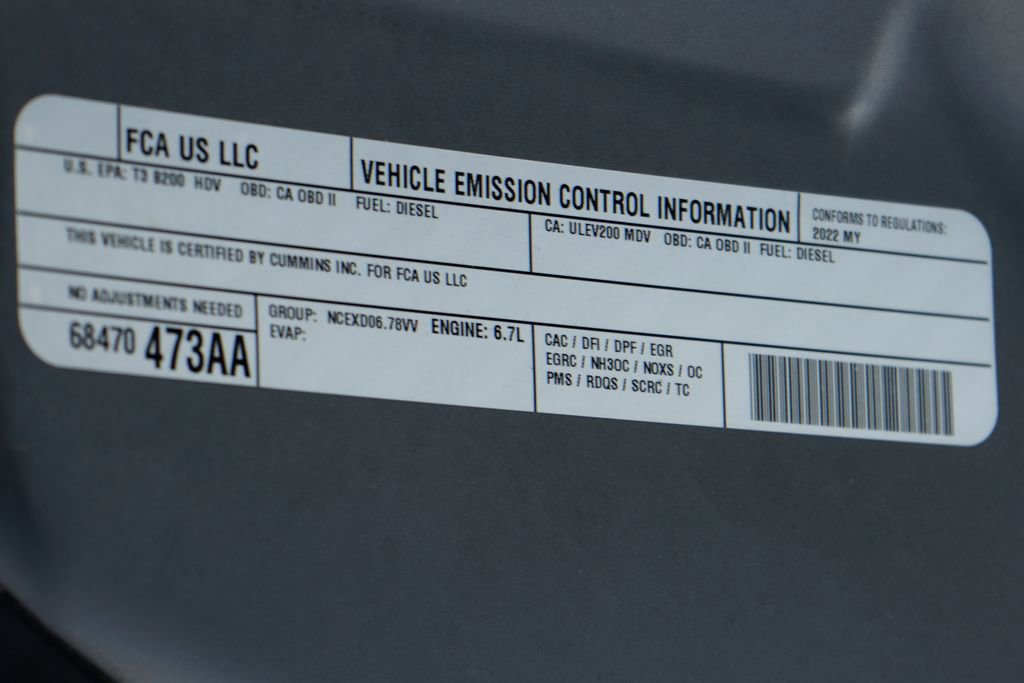 FCA US LLC
VEHICLE EMISSION CONTROL INFORMATION
CONFORMS TO REGULATIONS:
2022 MY
U.S. EPA: T3 B200 HDV OBD: CA OBD II FUEL: DIESEL
CA: ULEV200 MDV OBD: CA OBD II FUEL: DIESEL
THIS VEHICLE IS CERTIFIED BY CUMMINS INC. FOR FCA US LLC
NO ADJUSTMENTS NEEDED
68470 473AA
GROUP: NCEXD06.78VV ENGINE: 6.7L
EVAP:
CAC / DFI / DPF / EGR
EGRC / NH3OC / NOXS / OC
PMS / RDQS / SCRC / TC